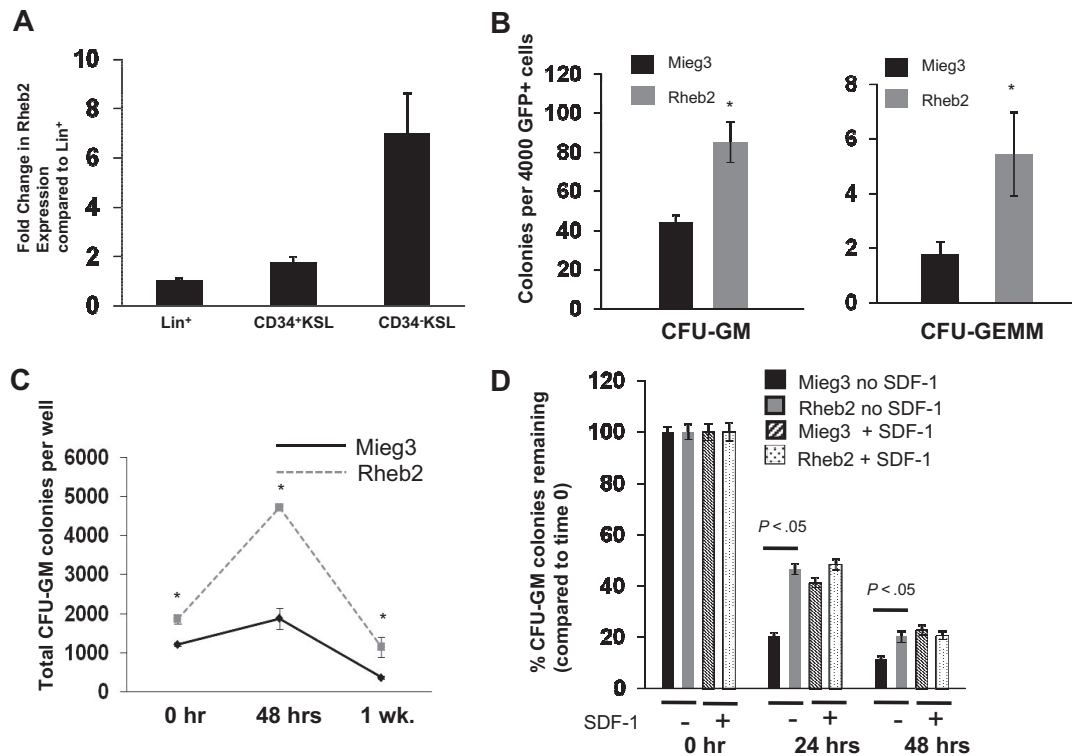 A
Fold Change in Rheb2
Expression
compared to Lin⁺
10
8
6
4
2
0
Lin⁺
CD34⁺KSL
CD34⁻KSL
B
Colonies per 4000 GFP+ cells
Mieg3
Rheb2
120
100
80
60
40
20
0
*
CFU-GM
Mieg3
Rheb2
8
6
4
2
0
*
CFU-GEMM
C
Total CFU-GM colonies per well
Mieg3
Rheb2
6000
5000
4000
3000
2000
1000
0
*
*
*
0 hr
48 hrs
1 wk.
D
% CFU-GM colonies remaining
(compared to time 0)
120
100
80
60
40
20
0
Mieg3 no SDF-1
Rheb2 no SDF-1
Mieg3 + SDF-1
Rheb2 + SDF-1
P < .05
P < .05
SDF-1
- + - + - +
0 hr
24 hrs
48 hrs